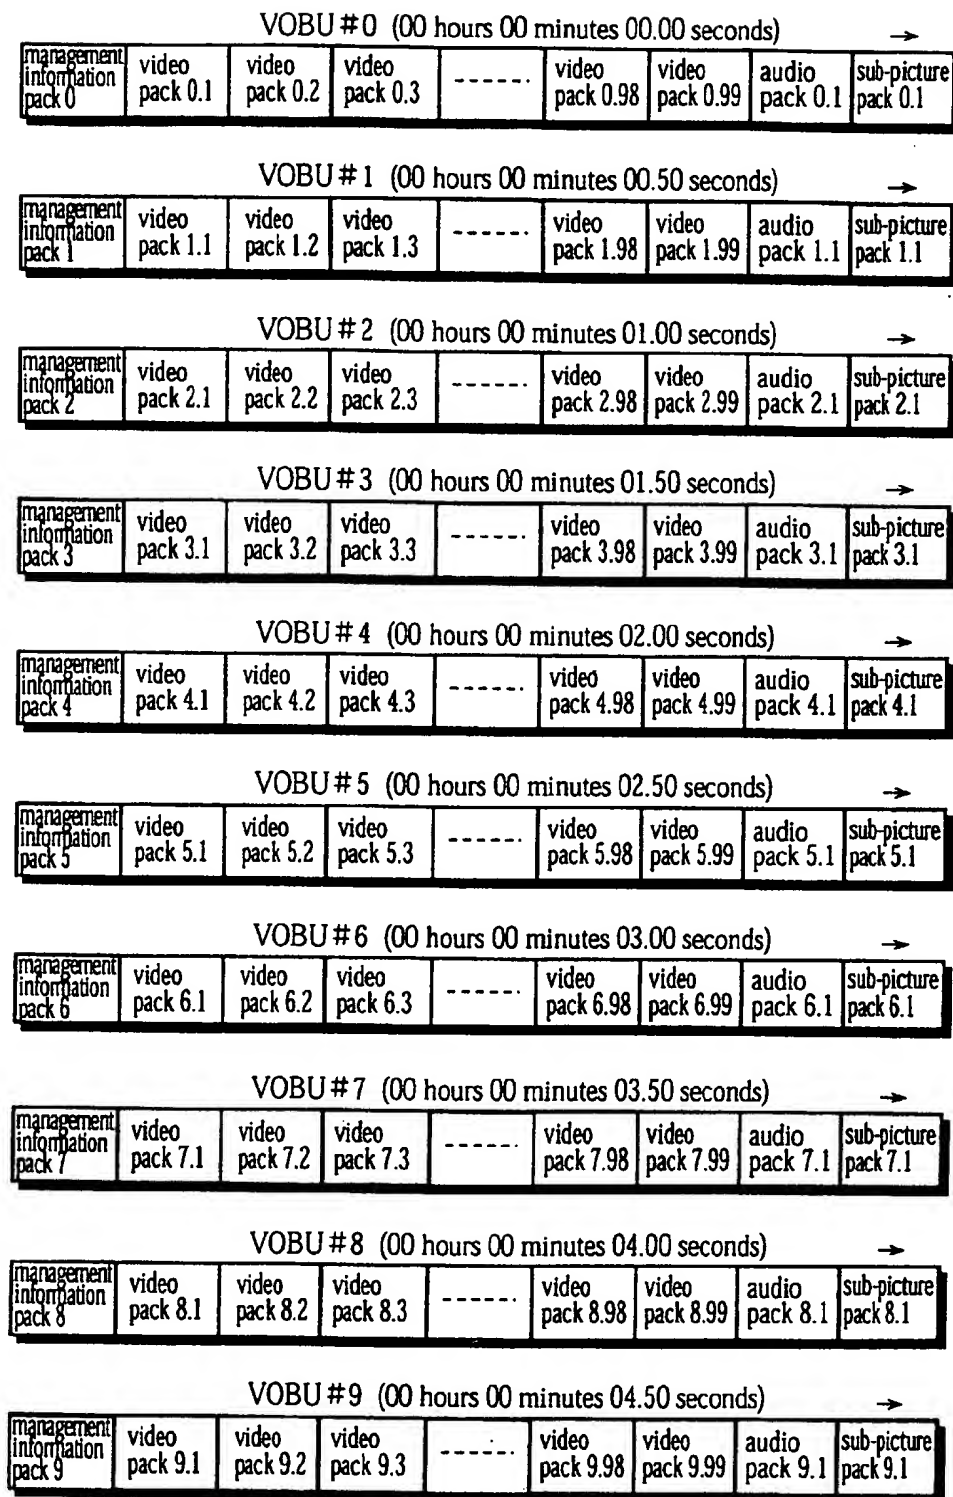 VOBU#0 (00 hours 00 minutes 00.00 seconds) →
management information pack 0 video pack 0.1 video pack 0.2 video pack 0.3 ------ video pack 0.98 video pack 0.99 audio pack 0.1 sub-picture pack 0.1
VOBU#1 (00 hours 00 minutes 00.50 seconds) →
management information pack 1 video pack 1.1 video pack 1.2 video pack 1.3 ------ video pack 1.98 video pack 1.99 audio pack 1.1 sub-picture pack 1.1
VOBU#2 (00 hours 00 minutes 01.00 seconds) →
management information pack 2 video pack 2.1 video pack 2.2 video pack 2.3 ------ video pack 2.98 video pack 2.99 audio pack 2.1 sub-picture pack 2.1
VOBU#3 (00 hours 00 minutes 01.50 seconds) →
management information pack 3 video pack 3.1 video pack 3.2 video pack 3.3 ------ video pack 3.98 video pack 3.99 audio pack 3.1 sub-picture pack 3.1
VOBU#4 (00 hours 00 minutes 02.00 seconds) →
management information pack 4 video pack 4.1 video pack 4.2 video pack 4.3 ------ video pack 4.98 video pack 4.99 audio pack 4.1 sub-picture pack 4.1
VOBU#5 (00 hours 00 minutes 02.50 seconds) →
management information pack 5 video pack 5.1 video pack 5.2 video pack 5.3 ------ video pack 5.98 video pack 5.99 audio pack 5.1 sub-picture pack 5.1
VOBU#6 (00 hours 00 minutes 03.00 seconds) →
management information pack 6 video pack 6.1 video pack 6.2 video pack 6.3 ------ video pack 6.98 video pack 6.99 audio pack 6.1 sub-picture pack 6.1
VOBU#7 (00 hours 00 minutes 03.50 seconds) →
management information pack 7 video pack 7.1 video pack 7.2 video pack 7.3 ------ video pack 7.98 video pack 7.99 audio pack 7.1 sub-picture pack 7.1
VOBU#8 (00 hours 00 minutes 04.00 seconds) →
management information pack 8 video pack 8.1 video pack 8.2 video pack 8.3 ------ video pack 8.98 video pack 8.99 audio pack 8.1 sub-picture pack 8.1
VOBU#9 (00 hours 00 minutes 04.50 seconds) →
management information pack 9 video pack 9.1 video pack 9.2 video pack 9.3 ------ video pack 9.98 video pack 9.99 audio pack 9.1 sub-picture pack 9.1